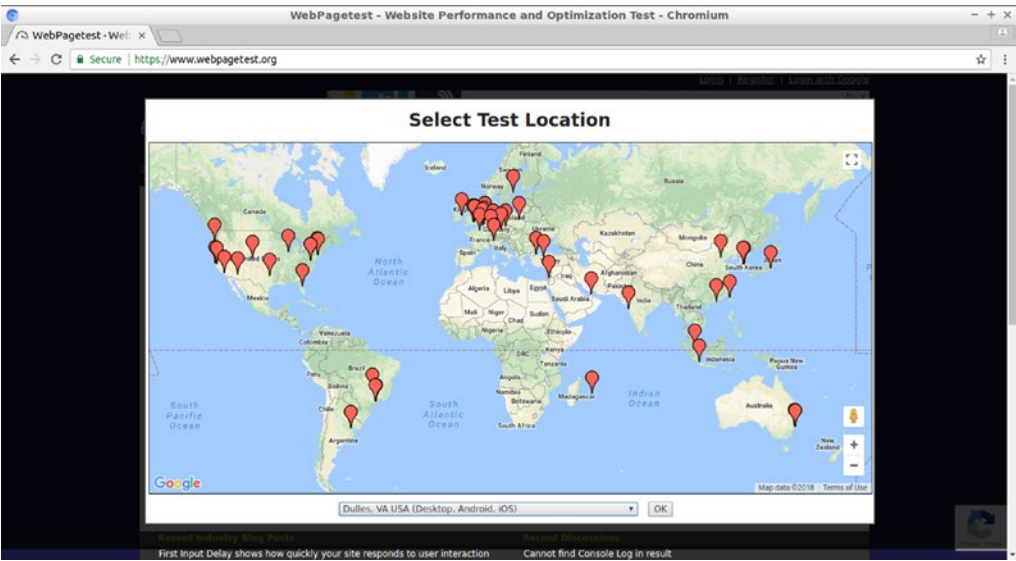 WebPagetest - Website Performance and Optimization Test - Chromium
WebPagetest - Web
Secure | https://www.webpagetest.org
Login | Register | Login with Google
Select Test Location
Finland
Iceland
Norway
Russia
Canada
Ukraine
Kazakhstan
Mongolia
France
Italy
Spain
North
Atlantic
Ocean
China
South Korea
Afghanistan
Iraq
Algeria
Libya
Egypt
Saudi Arabia
India
Mexico
Mali
Niger
Chad
Sudan
Thailand
Nigeria
Ethiopia
Venezuela
Colombia
DRC
Kenya
Indonesia
Papua New
Guinea
Tanzania
Brazil
Peru
Angola
Bolivia
Namibia
Botswana
Madagascar
Indian
Ocean
South
Pacific
Ocean
Chile
South
Atlantic
Ocean
Australia
South Africa
Argentina
New
Zealand
Google
Map data ©2018
Terms of Use
Dulles, VA USA (Desktop, Android, iOS)
OK
Recent Industry Blog Posts
Recent Discussions
First Input Delay shows how quickly your site responds to user interaction
Cannot find Console Log in result